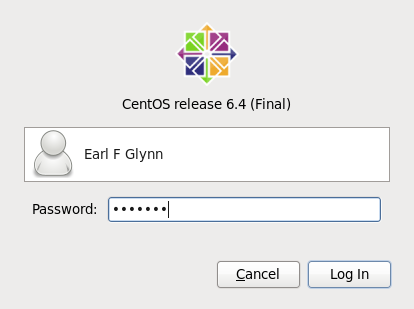 CentOS release 6.4 (Final)
Earl F Glynn
Password: •••••••
Cancel Log In